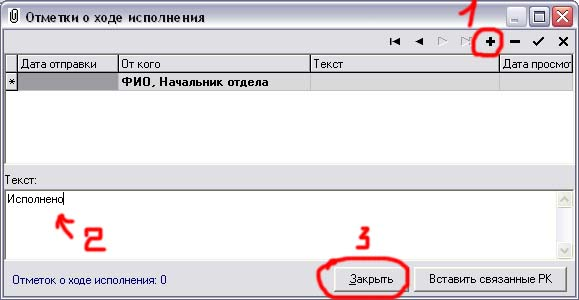 Отметки о ходе исполнения
1
Дата отправки От кого Текст Дата просмот
* ФИО, Начальник отдела
Текст:
Исполнено
2
3
Отметок о ходе исполнения: 0 Закрыть Вставить связанные РК